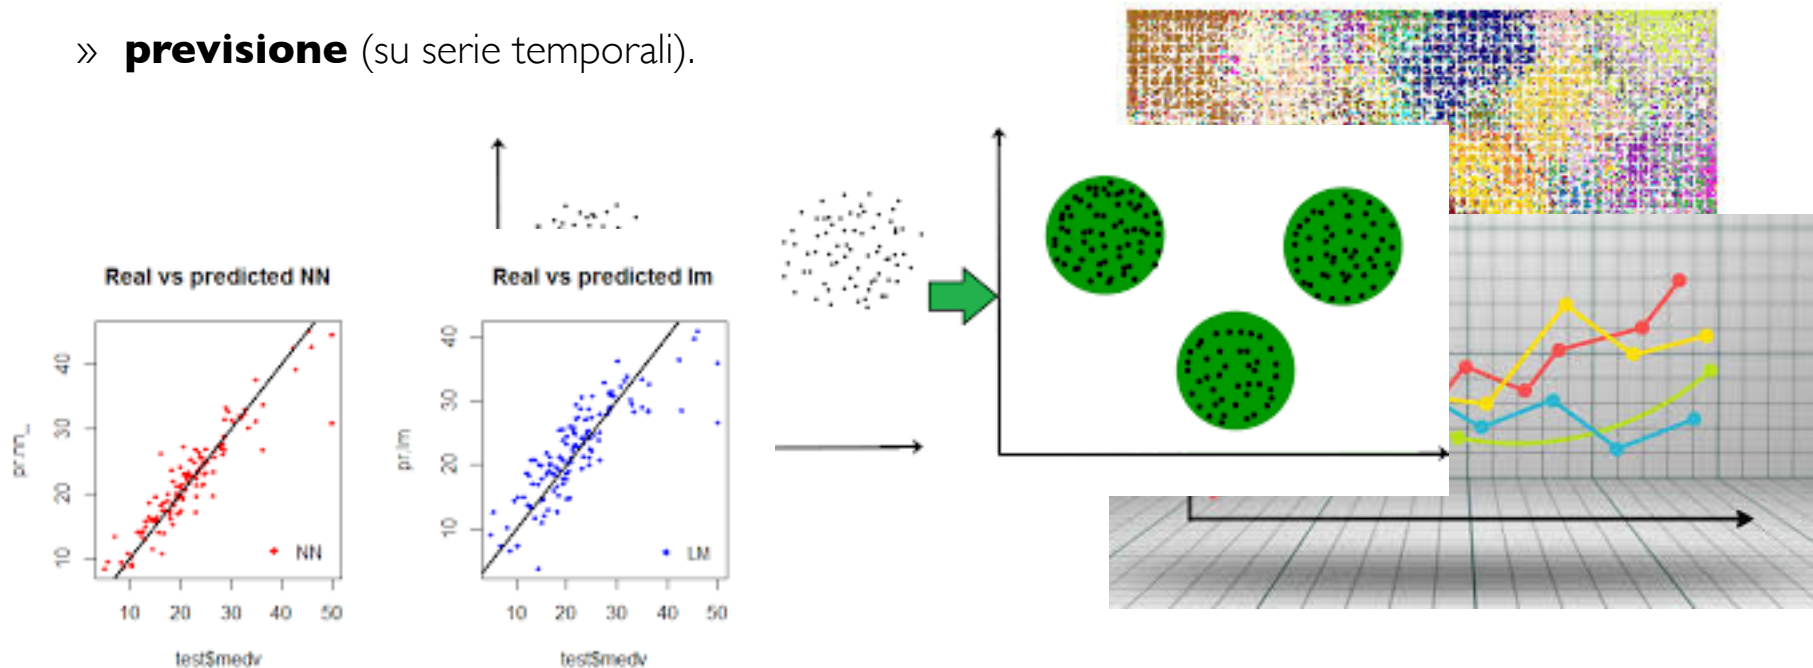 » previsione (su serie temporali).
Real vs predicted NN
40
30
20
10
pr.nn_
NN
10 20 30 40 50
test$medv
Real vs predicted lm
40
30
20
10
pr.lm
LM
10 20 30 40 50
test$medv